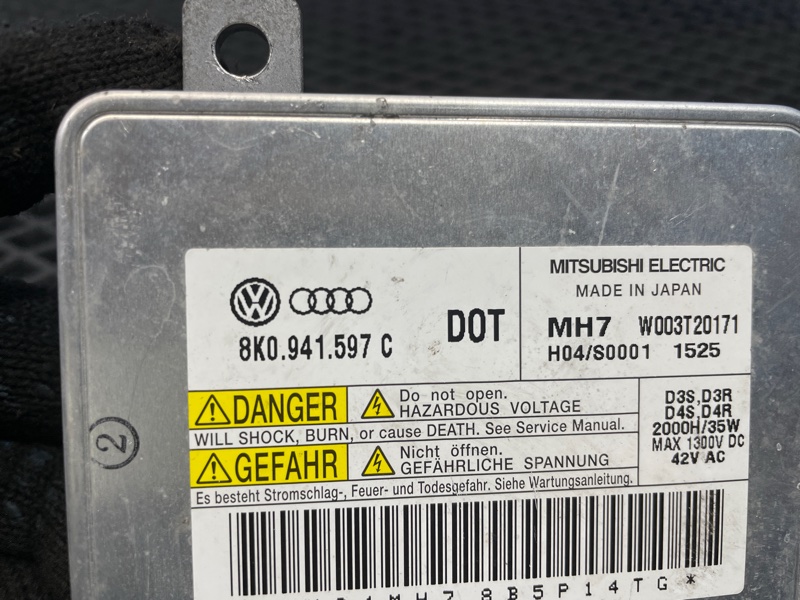 8K0.941.597 C
DOT
MITSUBISHI ELECTRIC
MADE IN JAPAN
MH7 W003T20171
H04/S0001 1525
DANGER
Do not open.
HAZARDOUS VOLTAGE
WILL SHOCK, BURN, or cause DEATH. See Service Manual.
GEFAHR
Nicht öffnen.
GEFÄHRLICHE SPANNUNG
Es besteht Stromschlag-, Feuer- und Todesgefahr. Siehe Wartungsanleitung.
D3S,D3R
D4S,D4R
2000H/35W
MAX 1300V DC
42V AC
2